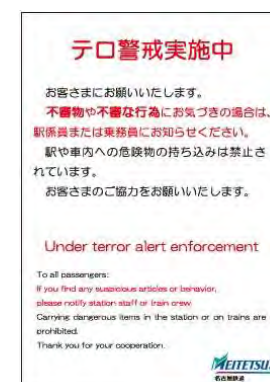 テロ警戒実施中
お客さまにお願いいたします。
不審物や不審な行為にお気づきの場合は、
駅係員または乗務員にお知らせください。
駅や車内への危険物の持ち込みは禁止さ
れています。
お客さまのご協力をお願いいたします。
Under terror alert enforcement
To all passengers:
If you find any suspicious articles or behavior,
please notify station staff or train crew.
Carrying dangerous items in the station or on trains are
prohibited.
Thank you for your cooperation.
MEITETSU
名古屋鉄道